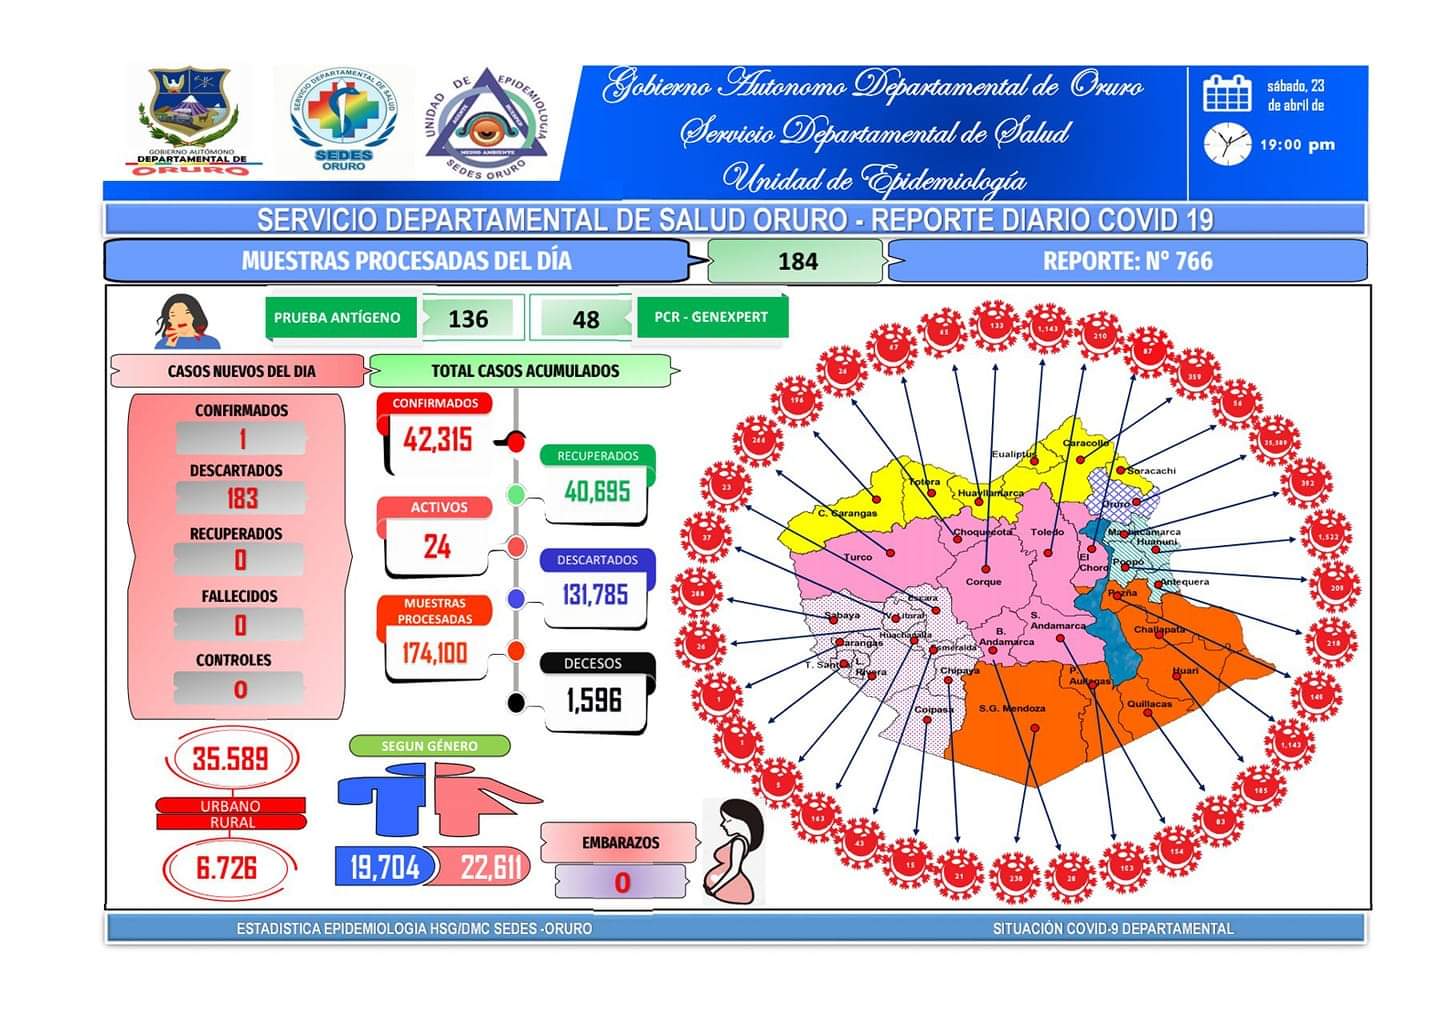 GOBIERNO AUTÓNOMO
DEPARTAMENTAL DE
ORURO
SERVICIO DEPARTAMENTAL DE SALUD
SEDES
ORURO
UNIDAD DE EPIDEMIOLOGÍA
MEDIO AMBIENTE
SEDES ORURO
Gobierno Autonomo Departamental de Oruro
Servicio Departamental de Salud
Unidad de Epidemiología
sábado, 23
de abril de
19:00 pm
SERVICIO DEPARTAMENTAL DE SALUD ORURO - REPORTE DIARIO COVID 19
MUESTRAS PROCESADAS DEL DÍA
184
REPORTE: N° 766
PRUEBA ANTÍGENO
136
48
PCR - GENEXPERT
CASOS NUEVOS DEL DIA
CONFIRMADOS
1
DESCARTADOS
183
RECUPERADOS
0
FALLECIDOS
0
CONTROLES
0
TOTAL CASOS ACUMULADOS
CONFIRMADOS
42,315
RECUPERADOS
40,695
ACTIVOS
24
DESCARTADOS
131,785
MUESTRAS
PROCESADAS
174,100
DECESOS
1,596
35.589
URBANO
RURAL
6.726
SEGUN GÉNERO
19,704
22,611
EMBARAZOS
0
133
1,143
210
87
359
56
35,589
392
1,522
209
218
149
1,143
185
83
154
103
28
238
21
15
43
163
5
1
1
26
288
37
23
244
196
26
47
Caracollo
Eualiptus
Soracachi
Totora
Huayllamarca
Oruro
C. Carangas
Choquecota
Toledo
Machacamarca
Huanuni
Turco
El
Choro
Poopó
Corque
Antequera
Pazña
Escara
Sabaya
Litoral
S.
Andamarca
Challapata
Huachacalla
B.
Andamarca
Carangas
Esmeralda
T. Santos
Rivera
Chipaya
P.
Aullagas
Huari
Coipasa
S.G. Mendoza
Quillacas
ESTADISTICA EPIDEMIOLOGIA HSG/DMC SEDES -ORURO
SITUACIÓN COVID-9 DEPARTAMENTAL